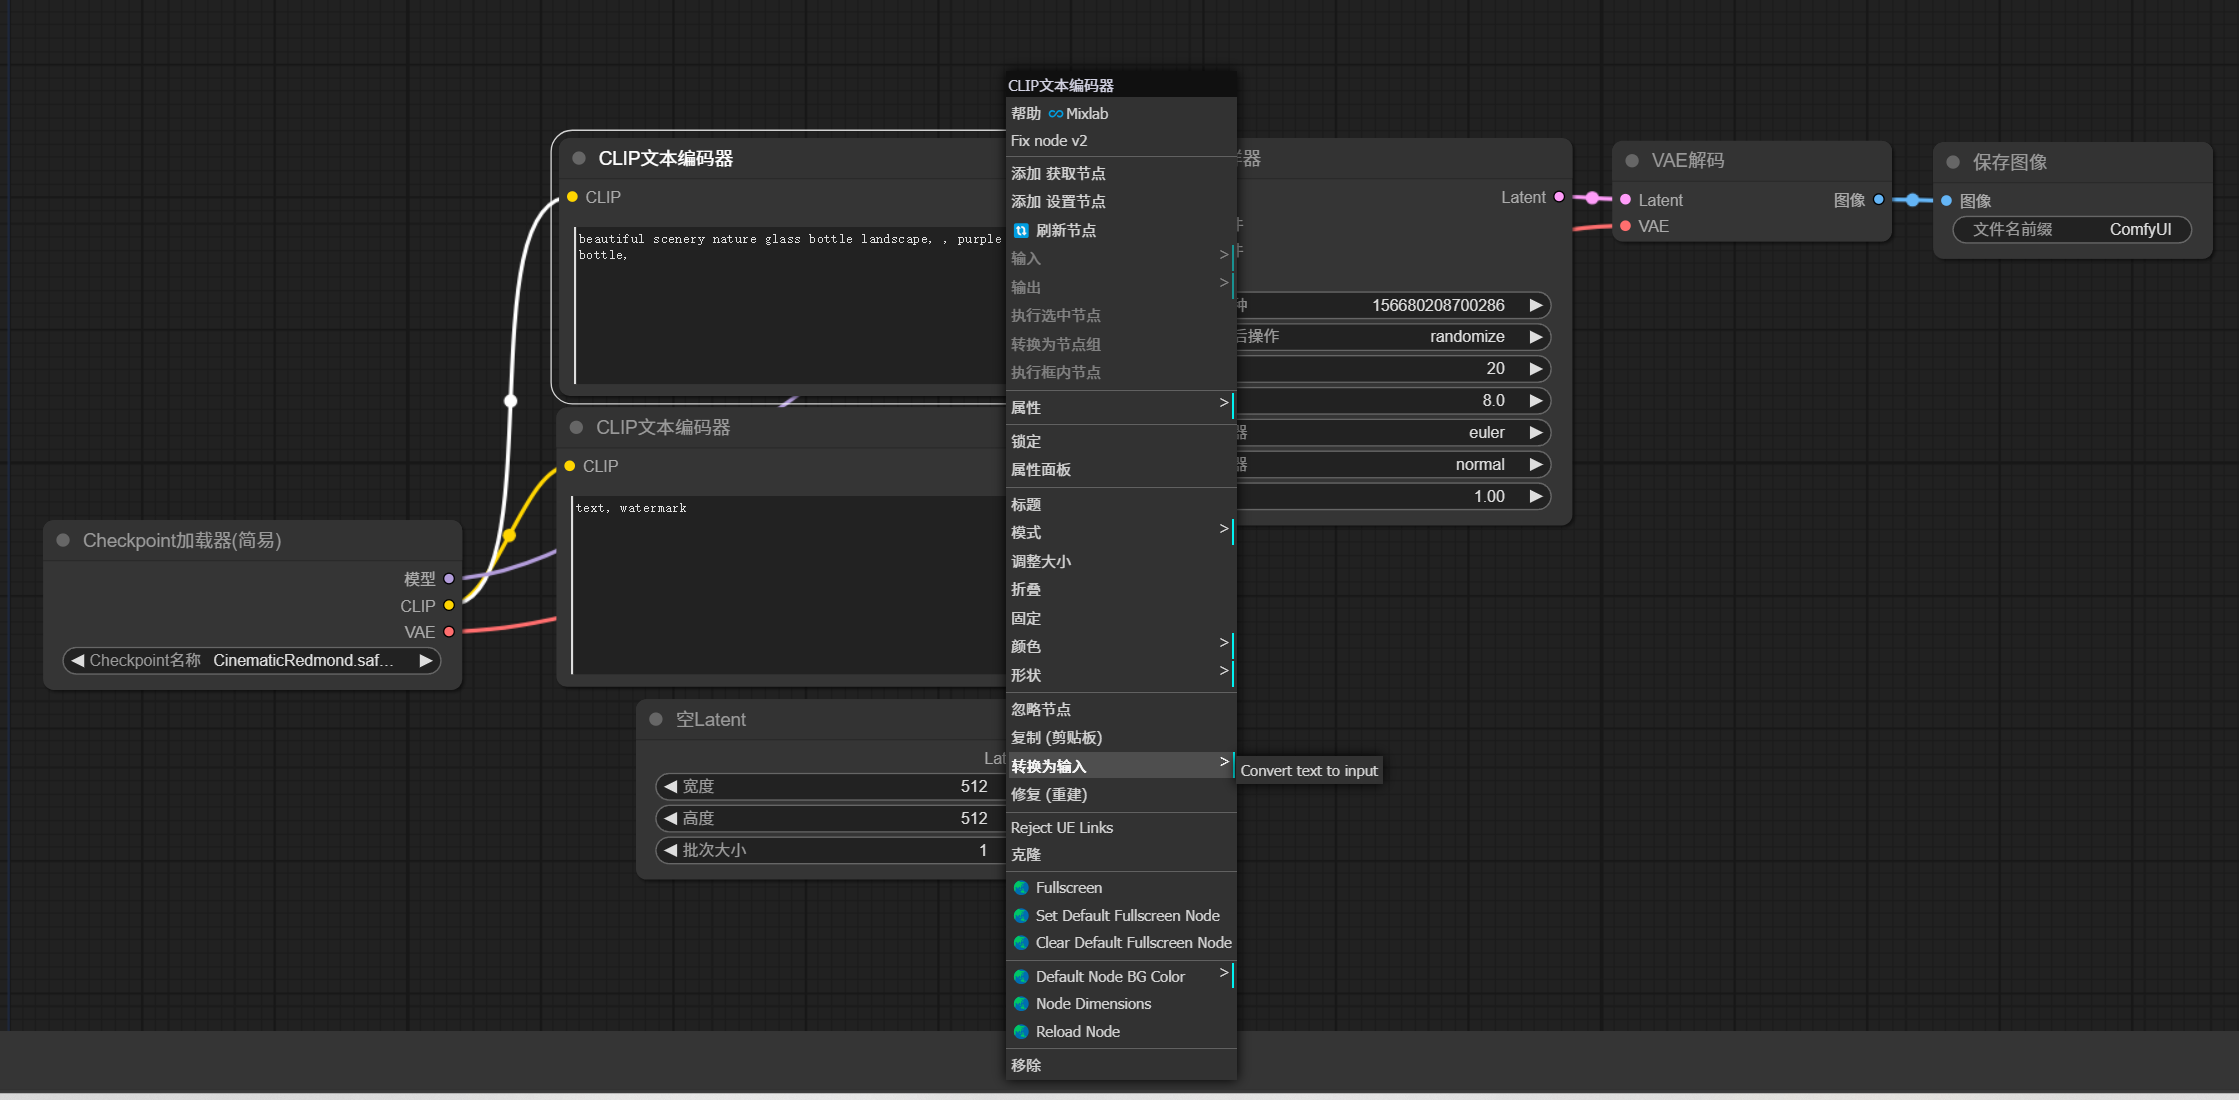 CLIP文本编码器
CLIP
beautiful scenery nature glass bottle landscape, , purple
bottle,
CLIP文本编码器
CLIP
text, watermark
Checkpoint加载器(简易)
模型
CLIP
VAE
Checkpoint名称 CinematicRedmond.saf...
空Latent
宽度 512
高度 512
批次大小 1
CLIP文本编码器
帮助 Mixlab
Fix node v2
添加 获取节点
添加 设置节点
刷新节点
输入 >
输出 >
执行选中节点
转换为节点组
执行框内节点
属性 >
锁定
属性面板
标题
模式 >
调整大小
折叠
固定
颜色 >
形状 >
忽略节点
复制 (剪贴板)
转换为输入 >
修复 (重建)
Reject UE Links
克隆
Fullscreen
Set Default Fullscreen Node
Clear Default Fullscreen Node
Default Node BG Color >
Node Dimensions
Reload Node
移除
Convert text to input
Latent
156680208700286
后操作 randomize
20
8.0
器 euler
器 normal
1.00
VAE解码
Latent 图像
VAE
保存图像
图像
文件名前缀 ComfyUI